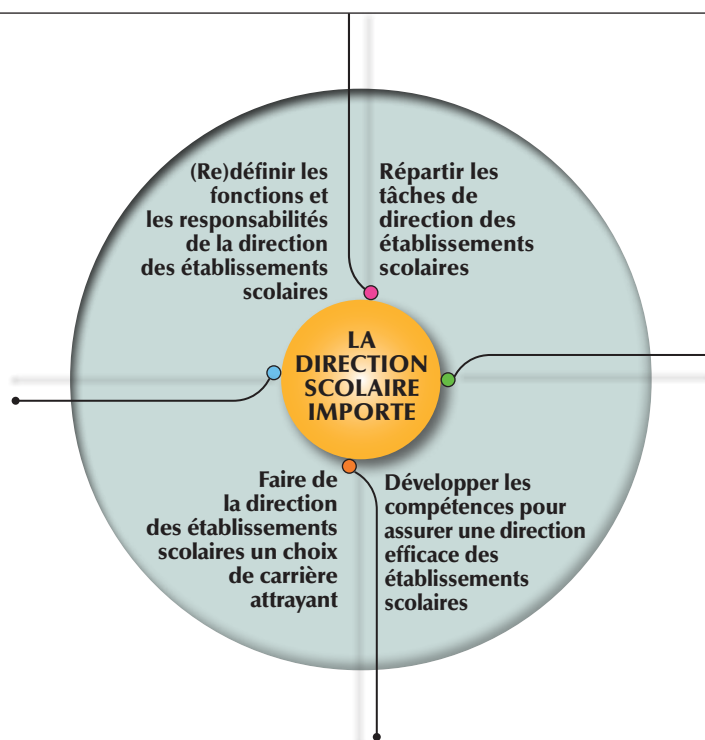 (Re)définir les
fonctions et
les responsabilités
de la direction
des établissements
scolaires
Répartir les
tâches de
direction des
établissements
scolaires
LA
DIRECTION
SCOLAIRE
IMPORTE
Faire de
la direction
des établissements
scolaires un choix
de carrière
attrayant
Développer les
compétences pour
assurer une direction
efficace des
établissements
scolaires